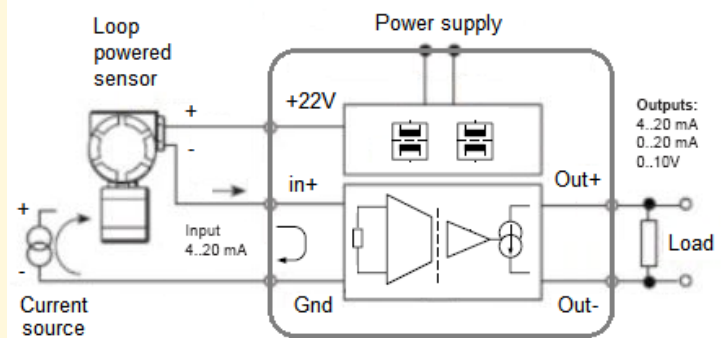 Loop
powered
sensor
Power supply
+
-
+22V
Outputs:
4..20 mA
0..20 mA
0..10V
in+
Out+
Input
4..20 mA
+
-
Load
Current
source
Gnd
Out-